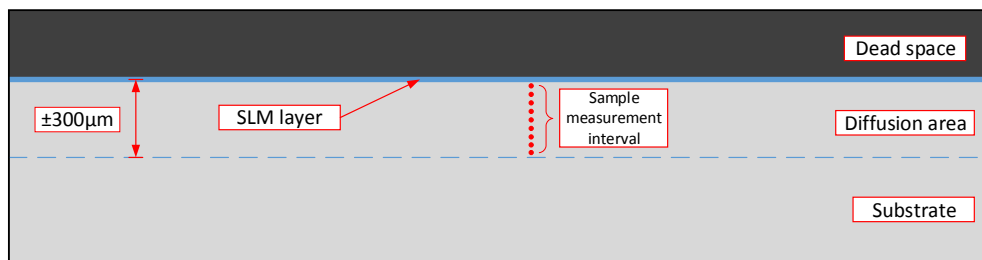 Dead space
±300µm
SLM layer
Sample
measurement
interval
Diffusion area
Substrate